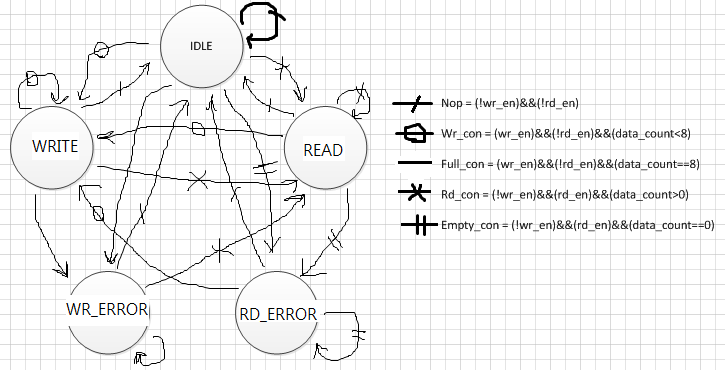 IDLE
WRITE
READ
WR_ERROR
RD_ERROR
Nop = (!wr_en)&&(!rd_en)
Wr_con = (wr_en)&&(!rd_en)&&(data_count<8)
Full_con = (wr_en)&&(!rd_en)&&(data_count==8)
Rd_con = (!wr_en)&&(rd_en)&&(data_count>0)
Empty_con = (!wr_en)&&(rd_en)&&(data_count==0)